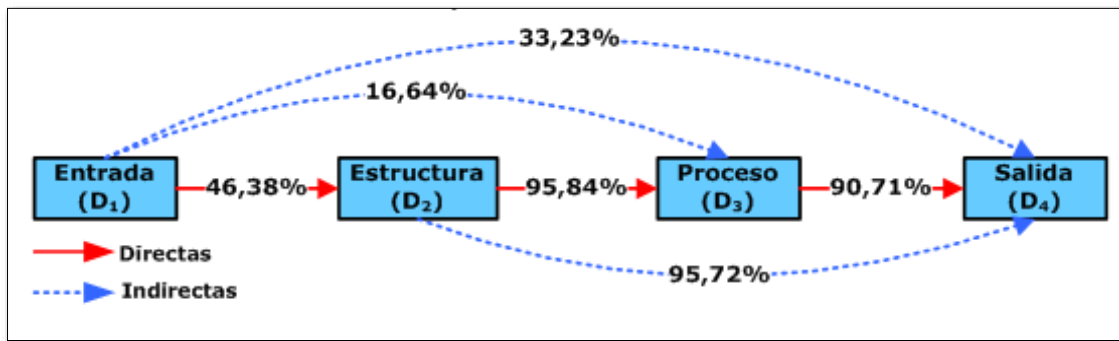 33,23%
16,64%
Entrada
(D₁)
46,38%
Estructura
(D₂)
95,84%
Proceso
(D₃)
90,71%
Salida
(D₄)
Directas
95,72%
Indirectas